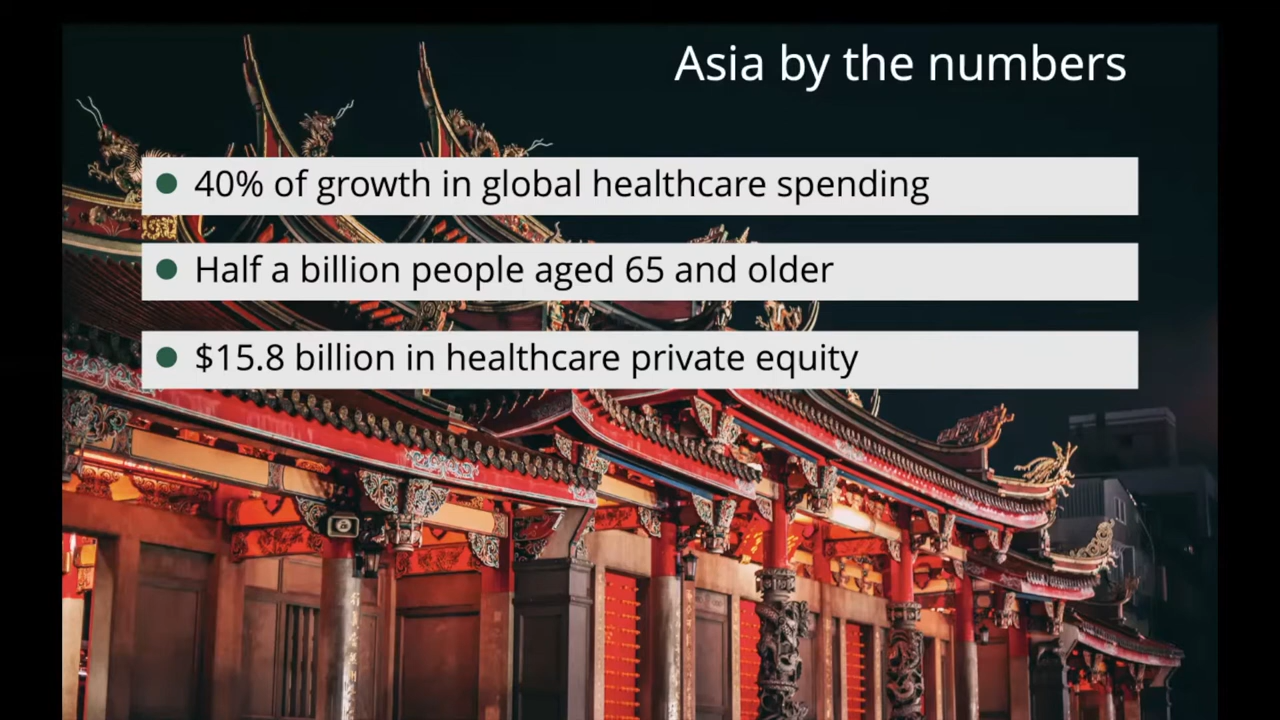 Asia by the numbers
40% of growth in global healthcare spending
Half a billion people aged 65 and older
$15.8 billion in healthcare private equity